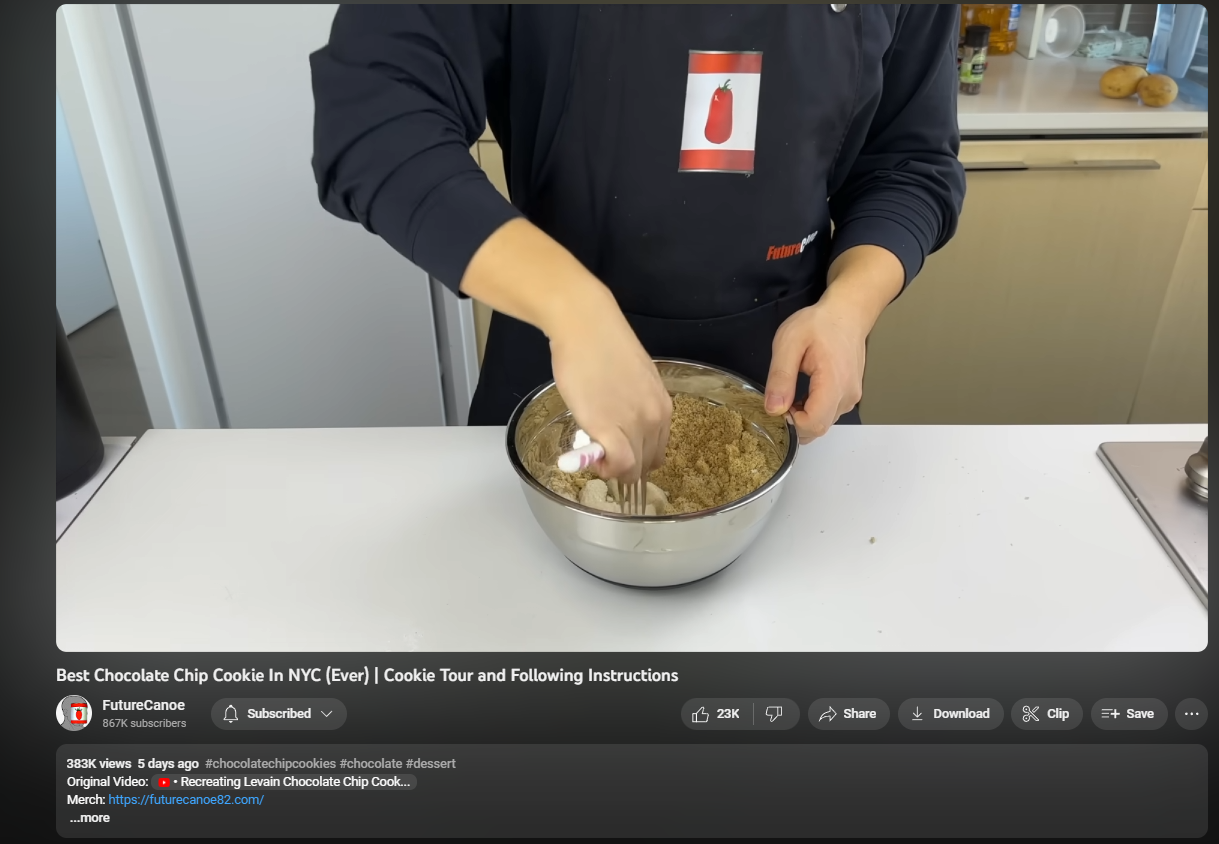 FutureCanoe
Best Chocolate Chip Cookie In NYC (Ever) | Cookie Tour and Following Instructions
FutureCanoe
867K subscribers
Subscribed
23K
Share
Download
Clip
Save
383K views 5 days ago #chocolatechipcookies #chocolate #dessert
Original Video: • Recreating Levain Chocolate Chip Cook...
Merch: https://futurecanoe82.com/
...more